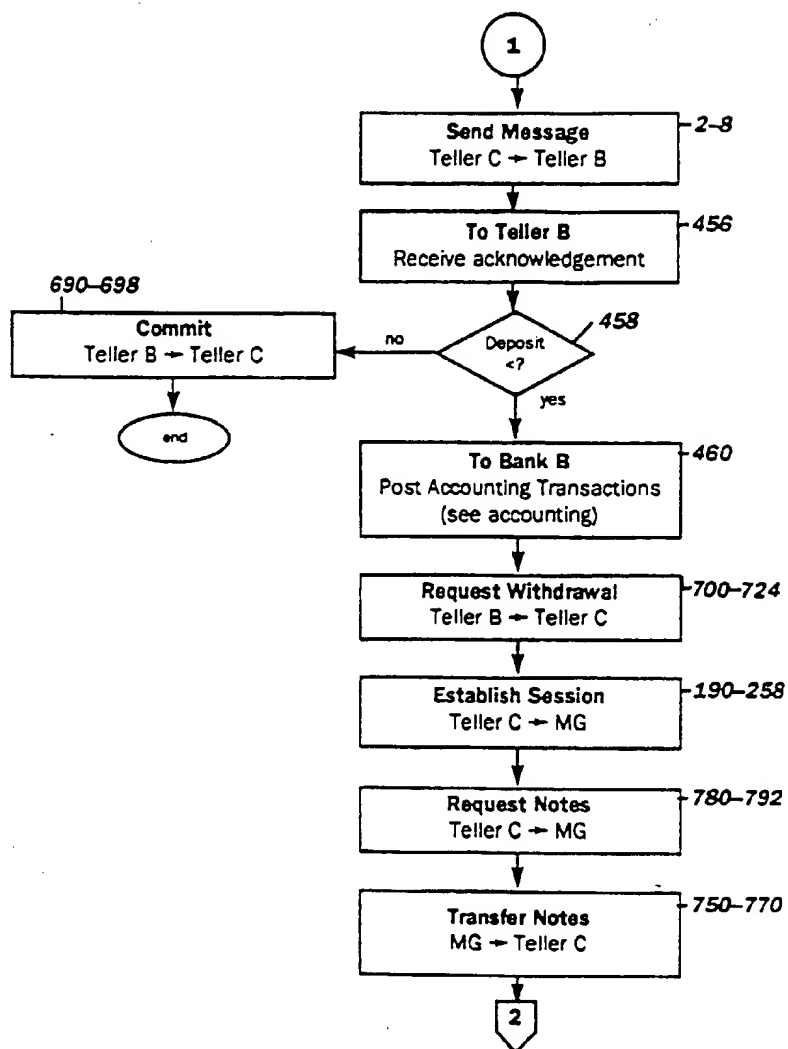 1
Send Message
Teller C → Teller B
2-8
To Teller B
Receive acknowledgement
456
690-698
Commit
Teller B → Teller C
end
no
Deposit
<?
458
yes
To Bank B
Post Accounting Transactions
(see accounting)
460
Request Withdrawal
Teller B → Teller C
700-724
Establish Session
Teller C → MG
190-258
Request Notes
Teller C → MG
780-792
Transfer Notes
MG → Teller C
750-770
2